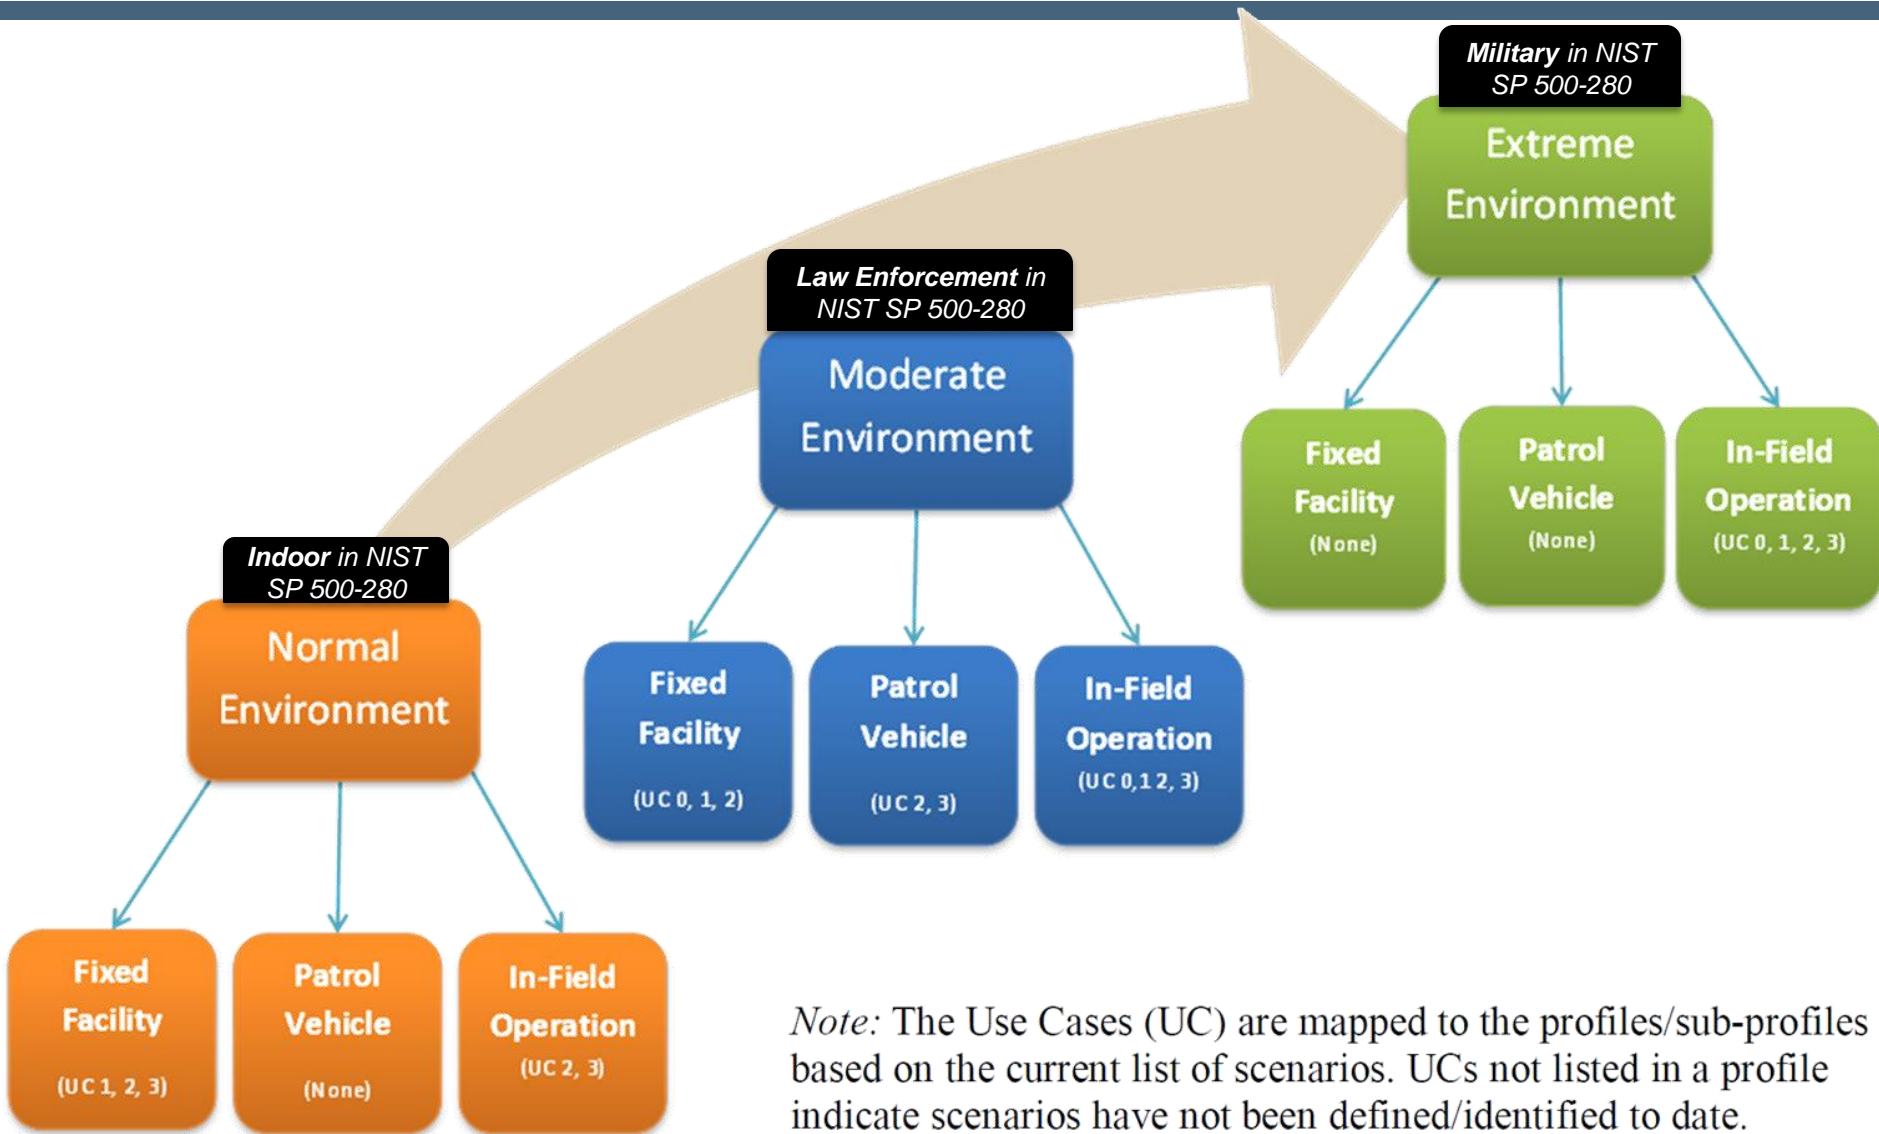 Military in NIST
SP 500-280
Extreme
Environment
Fixed
Facility
(None)
Patrol
Vehicle
(None)
In-Field
Operation
(UC 0, 1, 2, 3)
Law Enforcement in
NIST SP 500-280
Moderate
Environment
Fixed
Facility
(UC 0, 1, 2)
Patrol
Vehicle
(UC 2, 3)
In-Field
Operation
(UC 0,1 2, 3)
Indoor in NIST
SP 500-280
Normal
Environment
Fixed
Facility
(UC 1, 2, 3)
Patrol
Vehicle
(None)
In-Field
Operation
(UC 2, 3)
Note: The Use Cases (UC) are mapped to the profiles/sub-profiles
based on the current list of scenarios. UCs not listed in a profile
indicate scenarios have not been defined/identified to date.